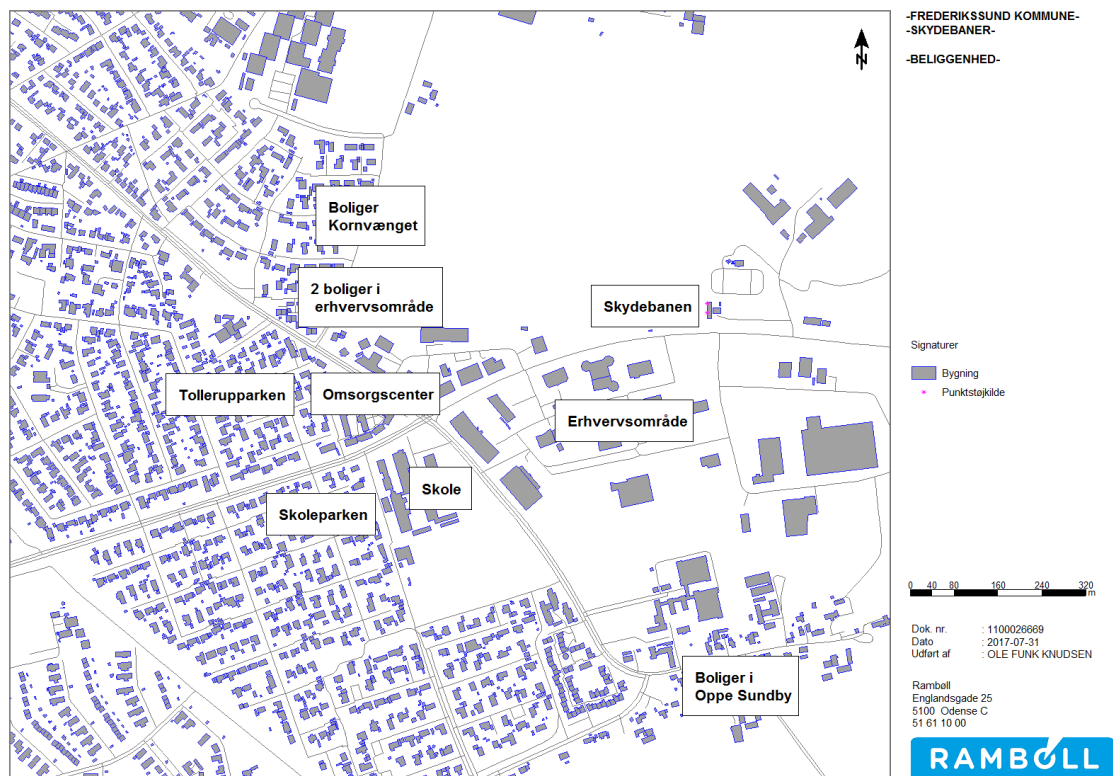 -FREDERIKSSUND KOMMUNE-
-SKYDEBANER-
-BELIGGENHED-
N
Boliger
Kornvænget
2 boliger i
erhvervsområde
Skydebanen
Tollerupparken
Omsorgscenter
Erhvervsområde
Skole
Skoleparken
Boliger i
Oppe Sundby
Signaturer
Bygning
Punktstøjkilde
0 40 80 160 240 320
m
Dok. nr. : 1100026669
Dato : 2017-07-31
Udført af : OLE FUNK KNUDSEN
Rambøll
Englandsgade 25
5100 Odense C
51 61 10 00
RAMBOLL